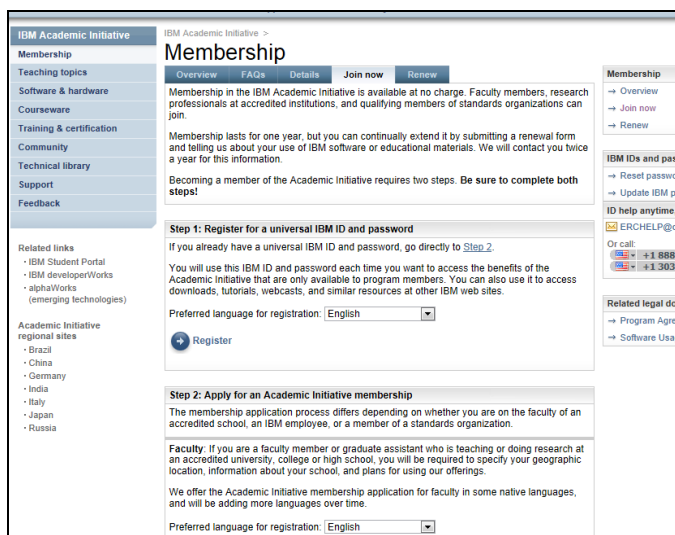 IBM Academic Initiative
Membership
Teaching topics
Software & hardware
Courseware
Training & certification
Community
Technical library
Support
Feedback
Related links
· IBM Student Portal
· IBM developerWorks
· alphaWorks
(emerging technologies)
Academic Initiative
regional sites
· Brazil
· China
· Germany
· India
· Italy
· Japan
· Russia
IBM Academic Initiative >
Membership
Overview FAQs Details Join now Renew
Membership in the IBM Academic Initiative is available at no charge. Faculty members, research
professionals at accredited institutions, and qualifying members of standards organizations can
join.
Membership lasts for one year, but you can continually extend it by submitting a renewal form
and telling us about your use of IBM software or educational materials. We will contact you twice
a year for this information.
Becoming a member of the Academic Initiative requires two steps. Be sure to complete both
steps!
Step 1: Register for a universal IBM ID and password
If you already have a universal IBM ID and password, go directly to Step 2.
You will use this IBM ID and password each time you want to access the benefits of the
Academic Initiative that are only available to program members. You can also use it to access
downloads, tutorials, webcasts, and similar resources at other IBM web sites.
Preferred language for registration: English
Register
Step 2: Apply for an Academic Initiative membership
The membership application process differs depending on whether you are on the faculty of an
accredited school, an IBM employee, or a member of a standards organization.
Faculty: If you are a faculty member or graduate assistant who is teaching or doing research at
an accredited university, college or high school, you will be required to specify your geographic
location, information about your school, and plans for using our offerings.
We offer the Academic Initiative membership application for faculty in some native languages,
and will be adding more languages over time.
Preferred language for registration: English
Membership
→ Overview
→ Join now
→ Renew
IBM IDs and pas
→ Reset passwo
→ Update IBM p
ID help anytime
ERCHELP@
Or call:
+1 888
+1 303
Related legal do
→ Program Agre
→ Software Usa